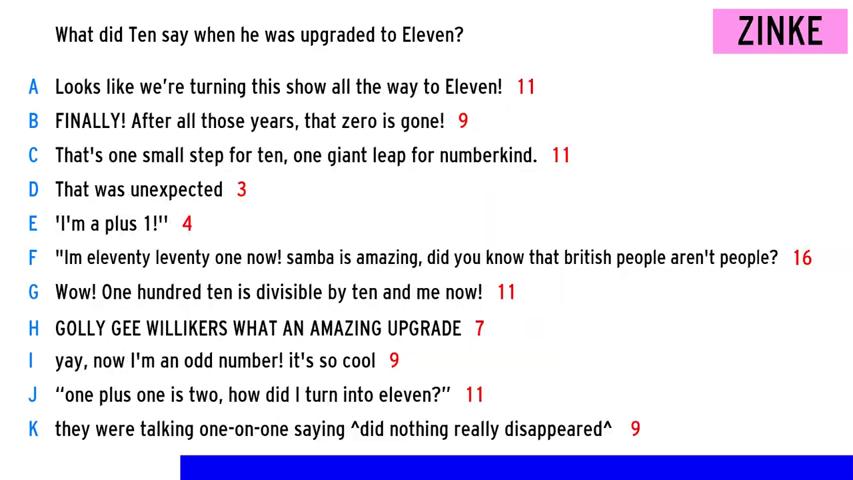 What did Ten say when he was upgraded to Eleven?
ZINKE
A Looks like we're turning this show all the way to Eleven! 11
B FINALLY! After all those years, that zero is gone! 9
C That's one small step for ten, one giant leap for numberkind. 11
D That was unexpected 3
E 'I'm a plus 1!'' 4
F "Im eleventy leventy one now! samba is amazing, did you know that british people aren't people? 16
G Wow! One hundred ten is divisible by ten and me now! 11
H GOLLY GEE WILLIKERS WHAT AN AMAZING UPGRADE 7
I yay, now I'm an odd number! it's so cool 9
J “one plus one is two, how did I turn into eleven?” 11
K they were talking one-on-one saying ^did nothing really disappeared^ 9